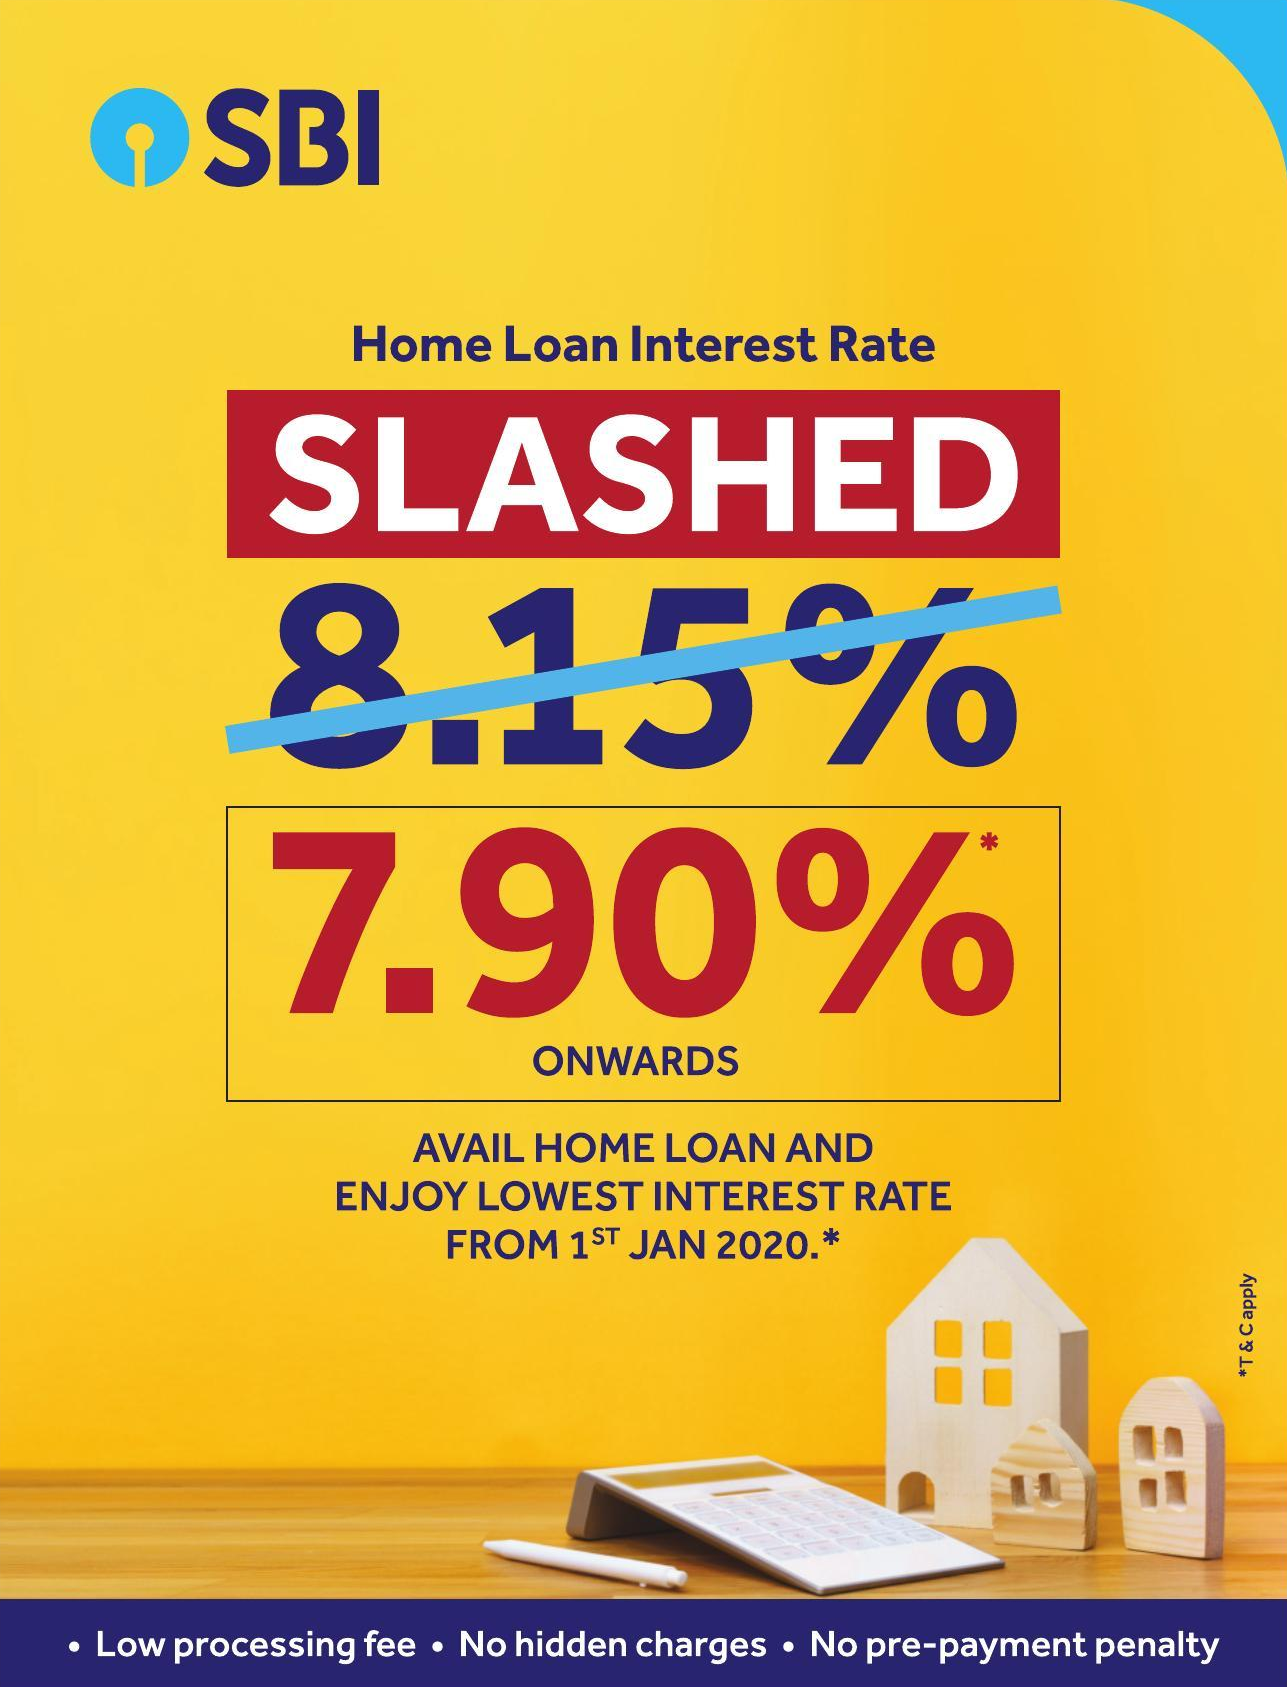 SBI
Home Loan Interest Rate
SLASHED
8.15%
7.90%*
ONWARDS
AVAIL HOME LOAN AND
ENJOY LOWEST INTEREST RATE
FROM 1ST JAN 2020.*
*T & C apply
• Low processing fee • No hidden charges • No pre-payment penalty